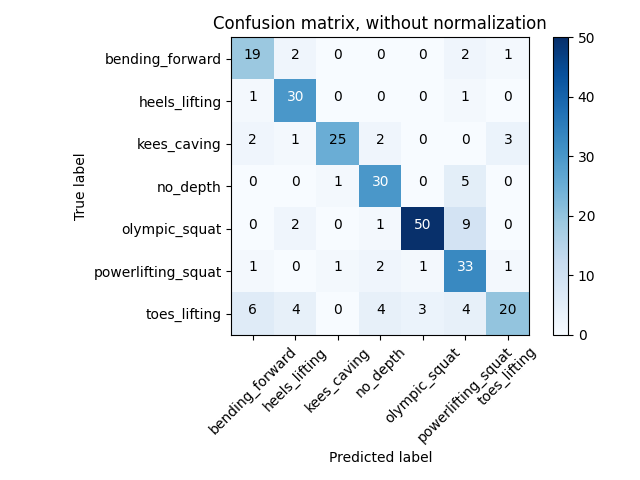 Confusion matrix, without normalization
True label
bending_forward 19 2 0 0 0 2 1
heels_lifting 1 30 0 0 0 1 0
kees_caving 2 1 25 2 0 0 3
no_depth 0 0 1 30 0 5 0
olympic_squat 0 2 0 1 50 9 0
powerlifting_squat 1 0 1 2 1 33 1
toes_lifting 6 4 0 4 3 4 20
bending_forward heels_lifting kees_caving no_depth olympic_squat powerlifting_squat toes_lifting
Predicted label
50
40
30
20
10
0